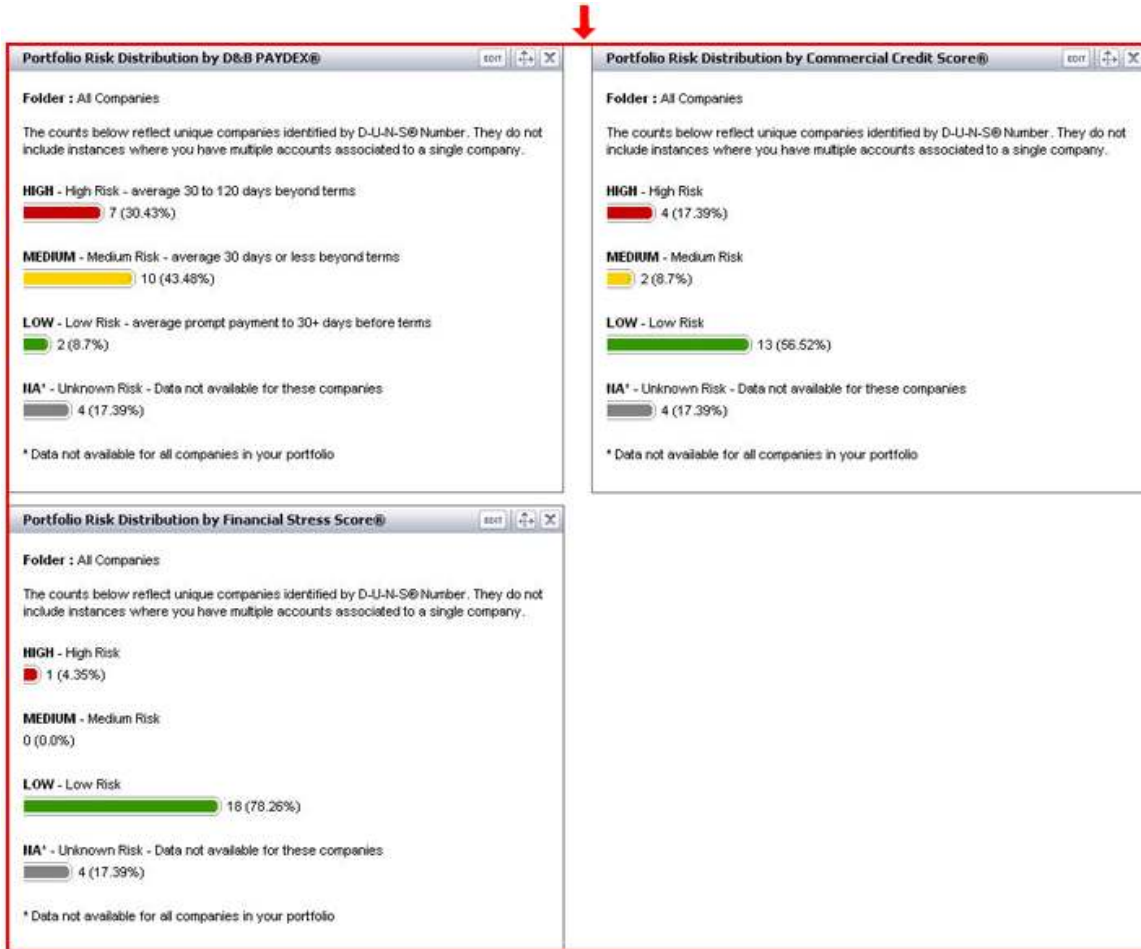 Portfolio Risk Distribution by D&B PAYDEX®
EDIT
Folder : All Companies
The counts below reflect unique companies identified by D-U-N-S® Number. They do not
include instances where you have multiple accounts associated to a single company.
HIGH - High Risk - average 30 to 120 days beyond terms
7 (30.43%)
MEDIUM - Medium Risk - average 30 days or less beyond terms
10 (43.48%)
LOW - Low Risk - average prompt payment to 30+ days before terms
2 (8.7%)
NA* - Unknown Risk - Data not available for these companies
4 (17.39%)
* Data not available for all companies in your portfolio
Portfolio Risk Distribution by Commercial Credit Score®
EDIT
Folder : All Companies
The counts below reflect unique companies identified by D-U-N-S® Number. They do not
include instances where you have multiple accounts associated to a single company.
HIGH - High Risk
4 (17.39%)
MEDIUM - Medium Risk
2 (8.7%)
LOW - Low Risk
13 (56.52%)
NA* - Unknown Risk - Data not available for these companies
4 (17.39%)
* Data not available for all companies in your portfolio
Portfolio Risk Distribution by Financial Stress Score®
EDIT
Folder : All Companies
The counts below reflect unique companies identified by D-U-N-S® Number. They do not
include instances where you have multiple accounts associated to a single company.
HIGH - High Risk
1 (4.35%)
MEDIUM - Medium Risk
0 (0.0%)
LOW - Low Risk
18 (78.26%)
NA* - Unknown Risk - Data not available for these companies
4 (17.39%)
* Data not available for all companies in your portfolio